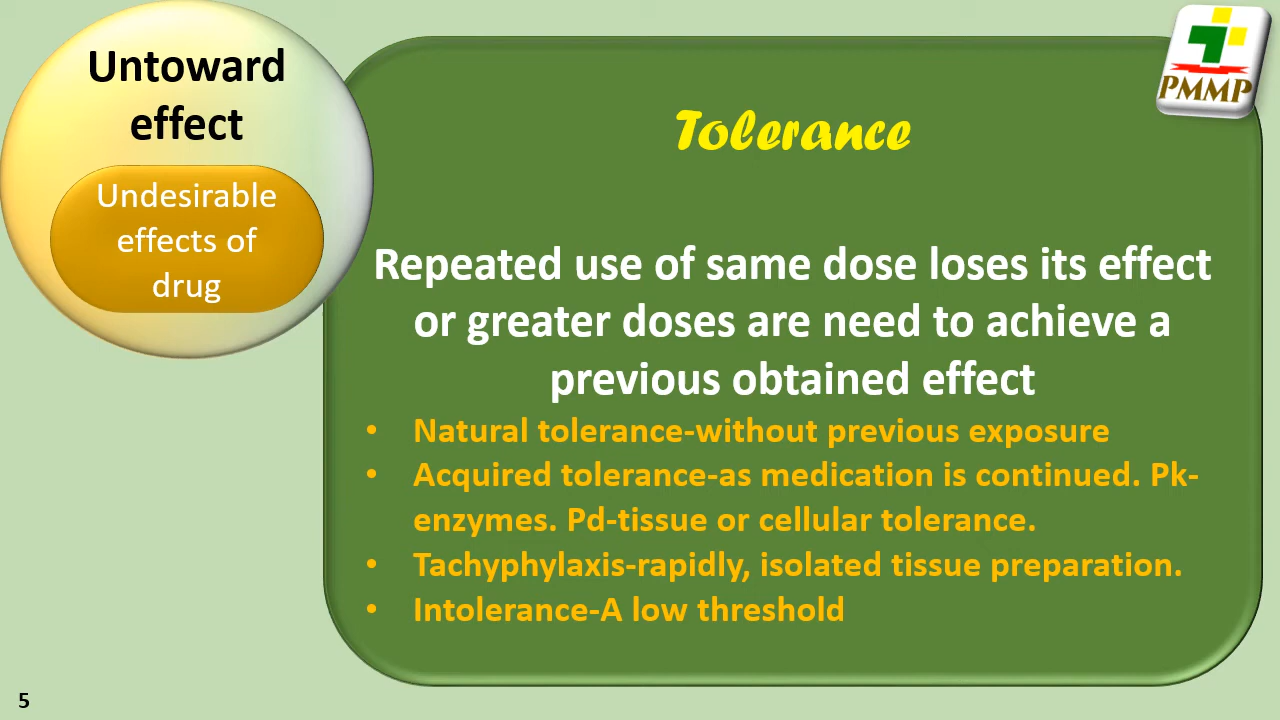 Untoward
effect
Undesirable
effects of
drug
PMMP
Tolerance
Repeated use of same dose loses its effect
or greater doses are need to achieve a
previous obtained effect
• Natural tolerance-without previous exposure
• Acquired tolerance-as medication is continued. Pk-
enzymes. Pd-tissue or cellular tolerance.
• Tachyphylaxis-rapidly, isolated tissue preparation.
• Intolerance-A low threshold
5